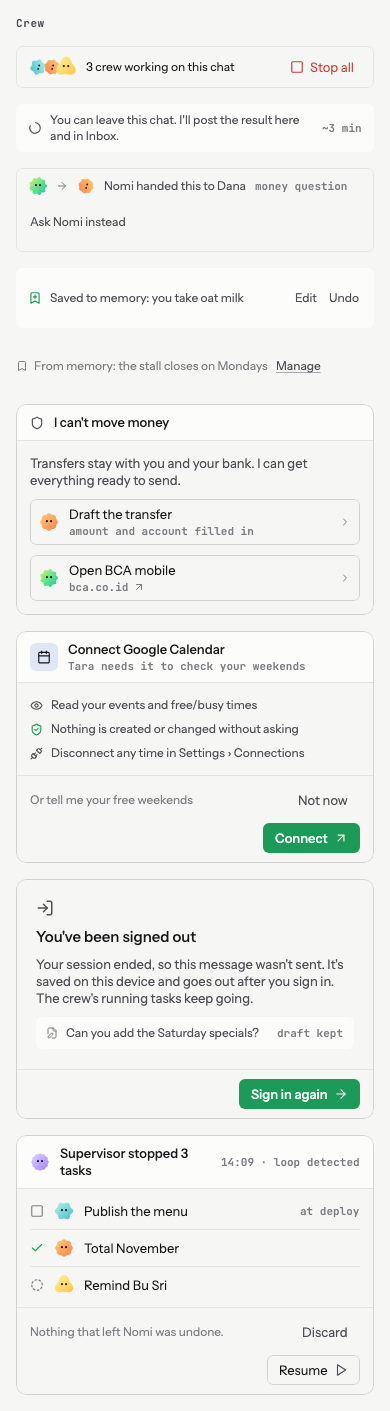 Crew
3 crew working on this chat
Stop all
You can leave this chat. I'll post the result here
and in Inbox.
~3 min
Nomi handed this to Dana money question
Ask Nomi instead
Saved to memory: you take oat milk
Edit
Undo
From memory: the stall closes on Mondays Manage
I can't move money
Transfers stay with you and your bank. I can get
everything ready to send.
Draft the transfer
amount and account filled in
Open BCA mobile
bca.co.id
Connect Google Calendar
Tara needs it to check your weekends
Read your events and free/busy times
Nothing is created or changed without asking
Disconnect any time in Settings › Connections
Or tell me your free weekends
Not now
Connect
You've been signed out
Your session ended, so this message wasn't sent. It's
saved on this device and goes out after you sign in.
The crew's running tasks keep going.
Can you add the Saturday specials?
draft kept
Sign in again
Supervisor stopped 3
tasks
14:09 · loop detected
Publish the menu
at deploy
Total November
Remind Bu Sri
Nothing that left Nomi was undone.
Discard
Resume